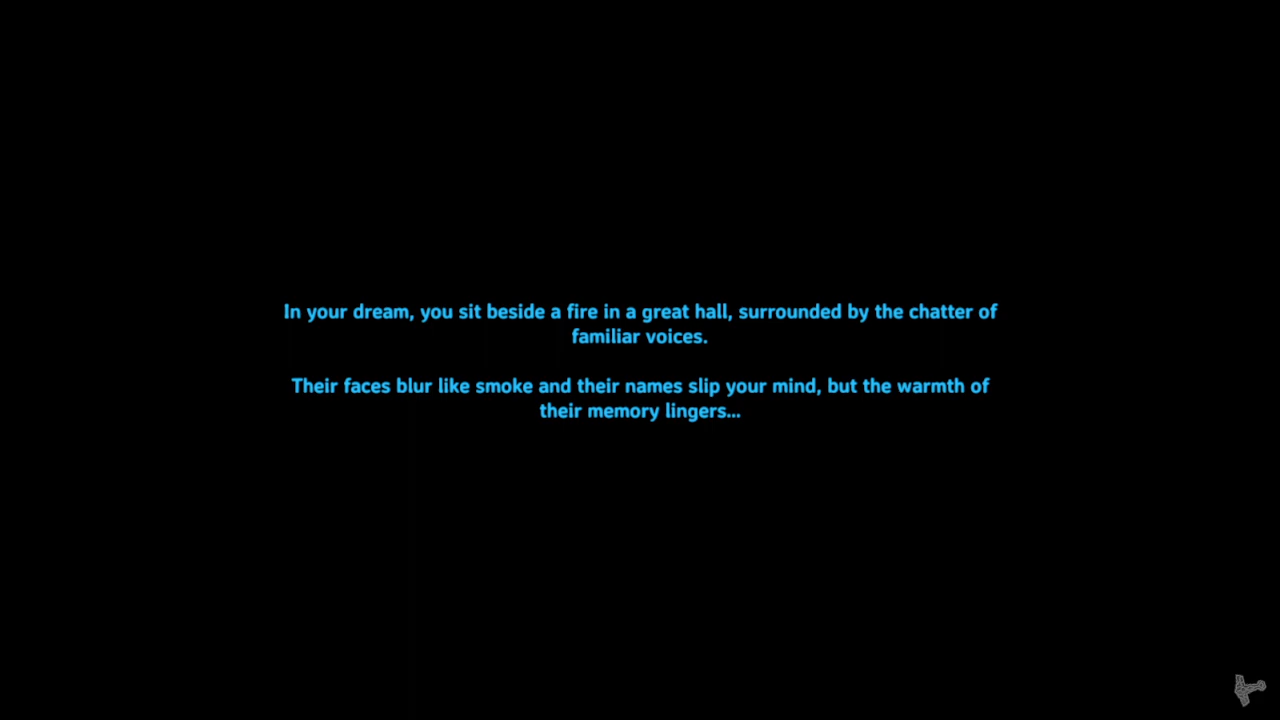 In your dream, you sit beside a fire in a great hall, surrounded by the chatter of
familiar voices.
Their faces blur like smoke and their names slip your mind, but the warmth of
their memory lingers...